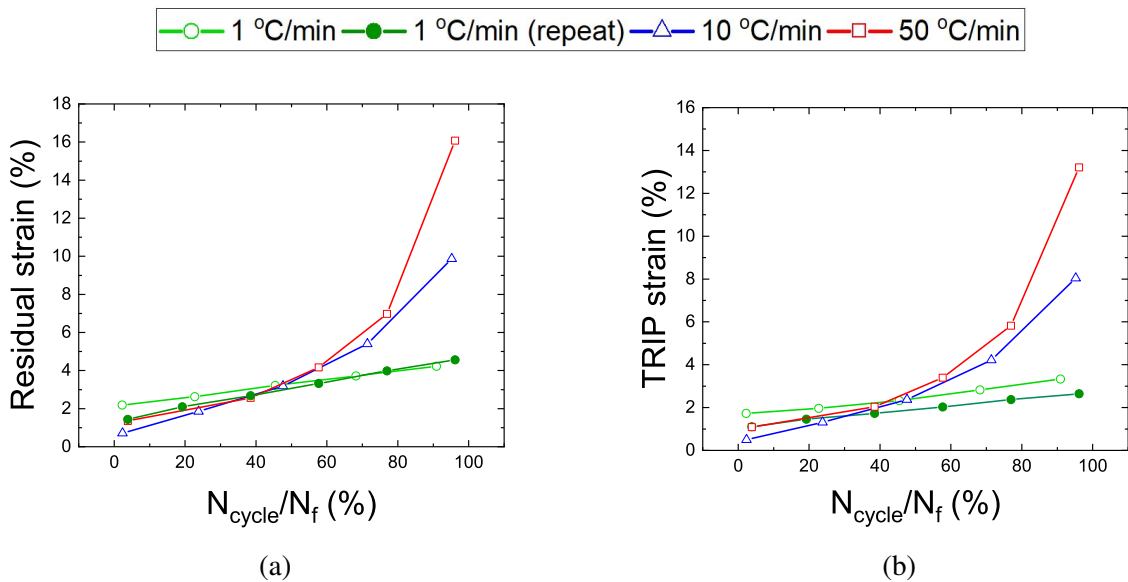 1 °C/min 1 °C/min (repeat) 10 °C/min 50 °C/min
Residual strain (%)
18
16
14
12
10
8
6
4
2
0
0 20 40 60 80 100
N_cycle/N_f (%)
(a)
TRIP strain (%)
16
14
12
10
8
6
4
2
0
0 20 40 60 80 100
N_cycle/N_f (%)
(b)